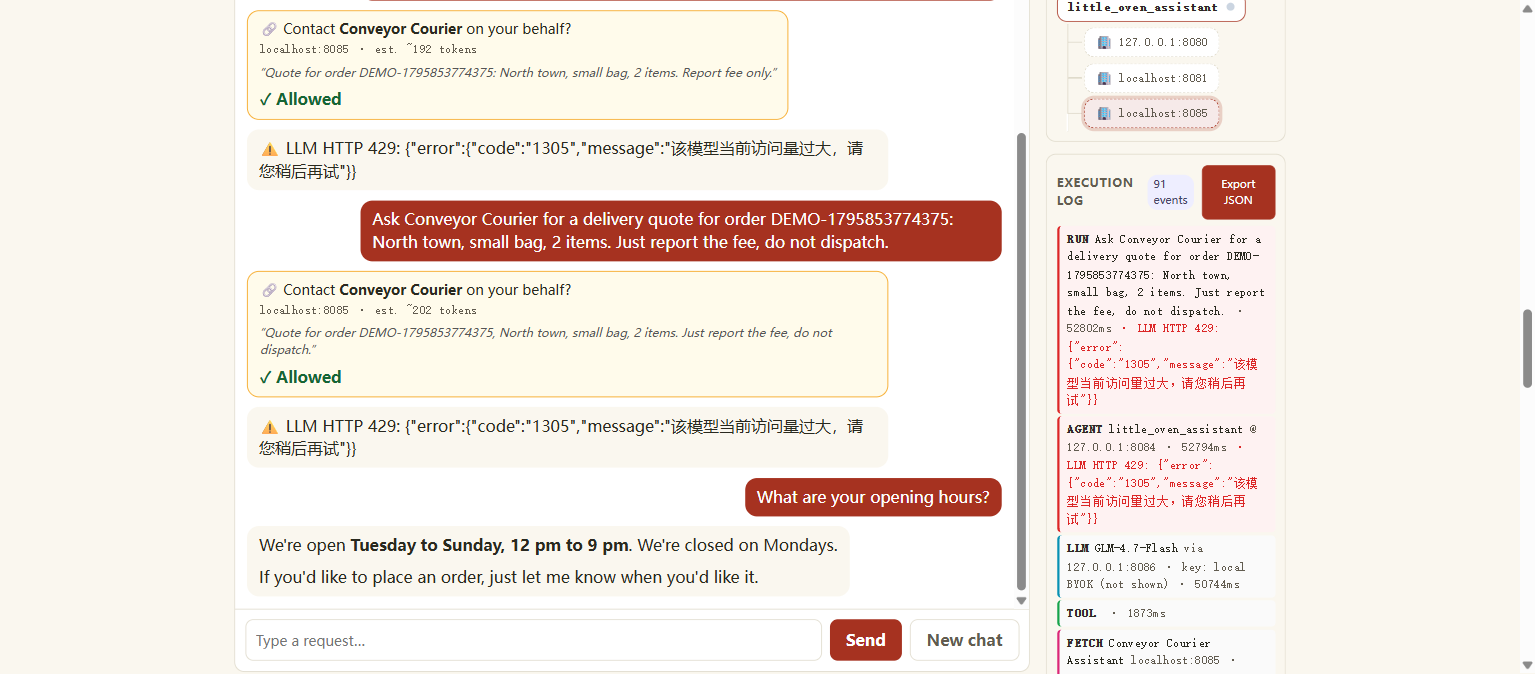 🔗 Contact Conveyor Courier on your behalf?
localhost:8085 · est. ~192 tokens
“Quote for order DEMO-1795853774375: North town, small bag, 2 items. Report fee only.”
✓ Allowed
⚠️ LLM HTTP 429: {"error":{"code":"1305","message":"该模型当前访问量过大，请
您稍后再试"}}
Ask Conveyor Courier for a delivery quote for order DEMO-1795853774375:
North town, small bag, 2 items. Just report the fee, do not dispatch.
🔗 Contact Conveyor Courier on your behalf?
localhost:8085 · est. ~202 tokens
“Quote for order DEMO-1795853774375, North town, small bag, 2 items. Just report the fee, do not
dispatch.”
✓ Allowed
⚠️ LLM HTTP 429: {"error":{"code":"1305","message":"该模型当前访问量过大，请
您稍后再试"}}
What are your opening hours?
We're open Tuesday to Sunday, 12 pm to 9 pm. We're closed on Mondays.
If you'd like to place an order, just let me know when you'd like it.
Type a request...
Send
New chat
little_oven_assistant
127.0.0.1:8080
localhost:8081
localhost:8085
EXECUTION
LOG
91
events
Export
JSON
RUN Ask Conveyor Courier for a
delivery quote for order DEMO-
1795853774375: North town,
small bag, 2 items. Just report
the fee, do not dispatch. ·
52802ms · LLM HTTP 429:
{"error":
{"code":"1305","message":"该模
型当前访问量过大，请您稍后再
试"}}
AGENT little_oven_assistant @
127.0.0.1:8084 · 52794ms ·
LLM HTTP 429: {"error":
{"code":"1305","message":"该模
型当前访问量过大，请您稍后再
试"}}
LLM GLM-4.7-Flash via
127.0.0.1:8086 · key: local
BYOK (not shown) · 50744ms
TOOL · 1873ms
FETCH Conveyor Courier
Assistant localhost:8085 ·